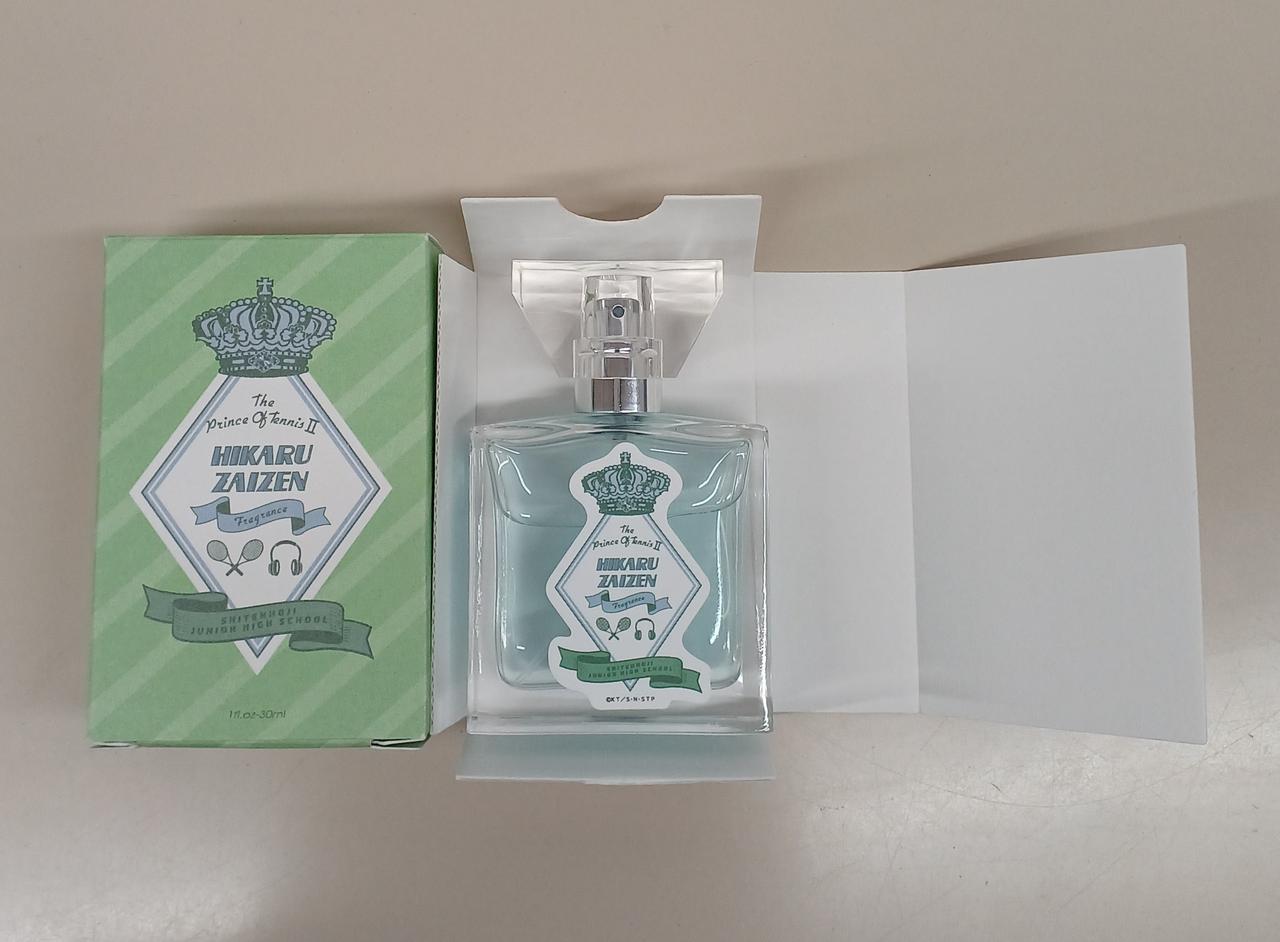 The
Prince Of Tennis II
HIKARU
ZAIZEN
Fragrance
SHITENHOJI
JUNIOR HIGH SCHOOL
1fl.oz-30ml
The
Prince Of Tennis II
HIKARU
ZAIZEN
Fragrance
SHITENHOJI
JUNIOR HIGH SCHOOL
©KT/S・N・STP